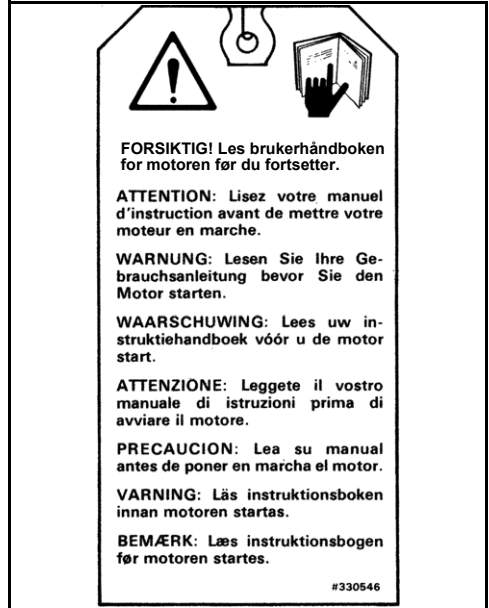 FORSIKTIG! Les brukerhåndboken
for motoren før du fortsetter.
ATTENTION: Lisez votre manuel
d'instruction avant de mettre votre
moteur en marche.
WARNUNG: Lesen Sie Ihre Ge-
brauchsanleitung bevor Sie den
Motor starten.
WAARSCHUWING: Lees uw in-
struktiehandboek vóór u de motor
start.
ATTENZIONE: Leggete il vostro
manuale di istruzioni prima di
avviare il motore.
PRECAUCION: Lea su manual
antes de poner en marcha el motor.
VARNING: Läs instruktionsboken
innan motoren startas.
BEMÆRK: Læs instruktionsbogen
før motoren startes.
#330546